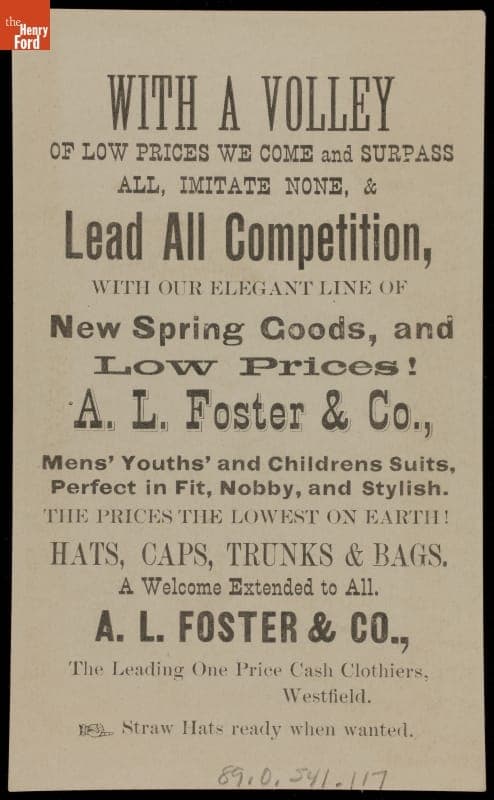 the
Henry
Ford
WITH A VOLLEY
OF LOW PRICES WE COME and SURPASS
ALL, IMITATE NONE, &
Lead All Competition,
WITH OUR ELEGANT LINE OF
New Spring Goods, and
Low Prices!
A. L. Foster & Co.,
Mens' Youths' and Childrens Suits,
Perfect in Fit, Nobby, and Stylish.
THE PRICES THE LOWEST ON EARTH!
HATS, CAPS, TRUNKS & BAGS.
A Welcome Extended to All.
A. L. FOSTER & CO.,
The Leading One Price Cash Clothiers,
Westfield.
☞ Straw Hats ready when wanted.
89.0.541.117